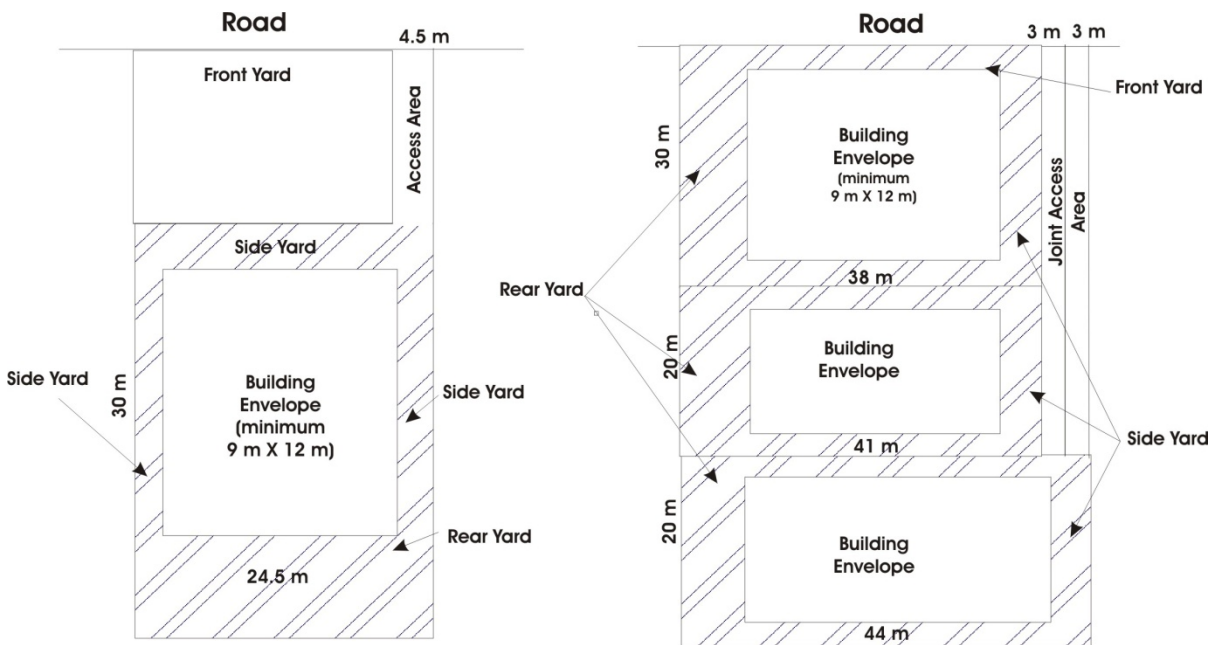 Road
4.5 m
Front Yard
Access Area
Side Yard
Side Yard
30 m
Building
Envelope
(minimum
9 m X 12 m)
Side Yard
Rear Yard
24.5 m
Road
3 m 3 m
Front Yard
30 m
Building
Envelope
(minimum
9 m X 12 m)
Joint Access
Area
38 m
Rear Yard
20 m
Building
Envelope
41 m
Side Yard
20 m
Building
Envelope
44 m